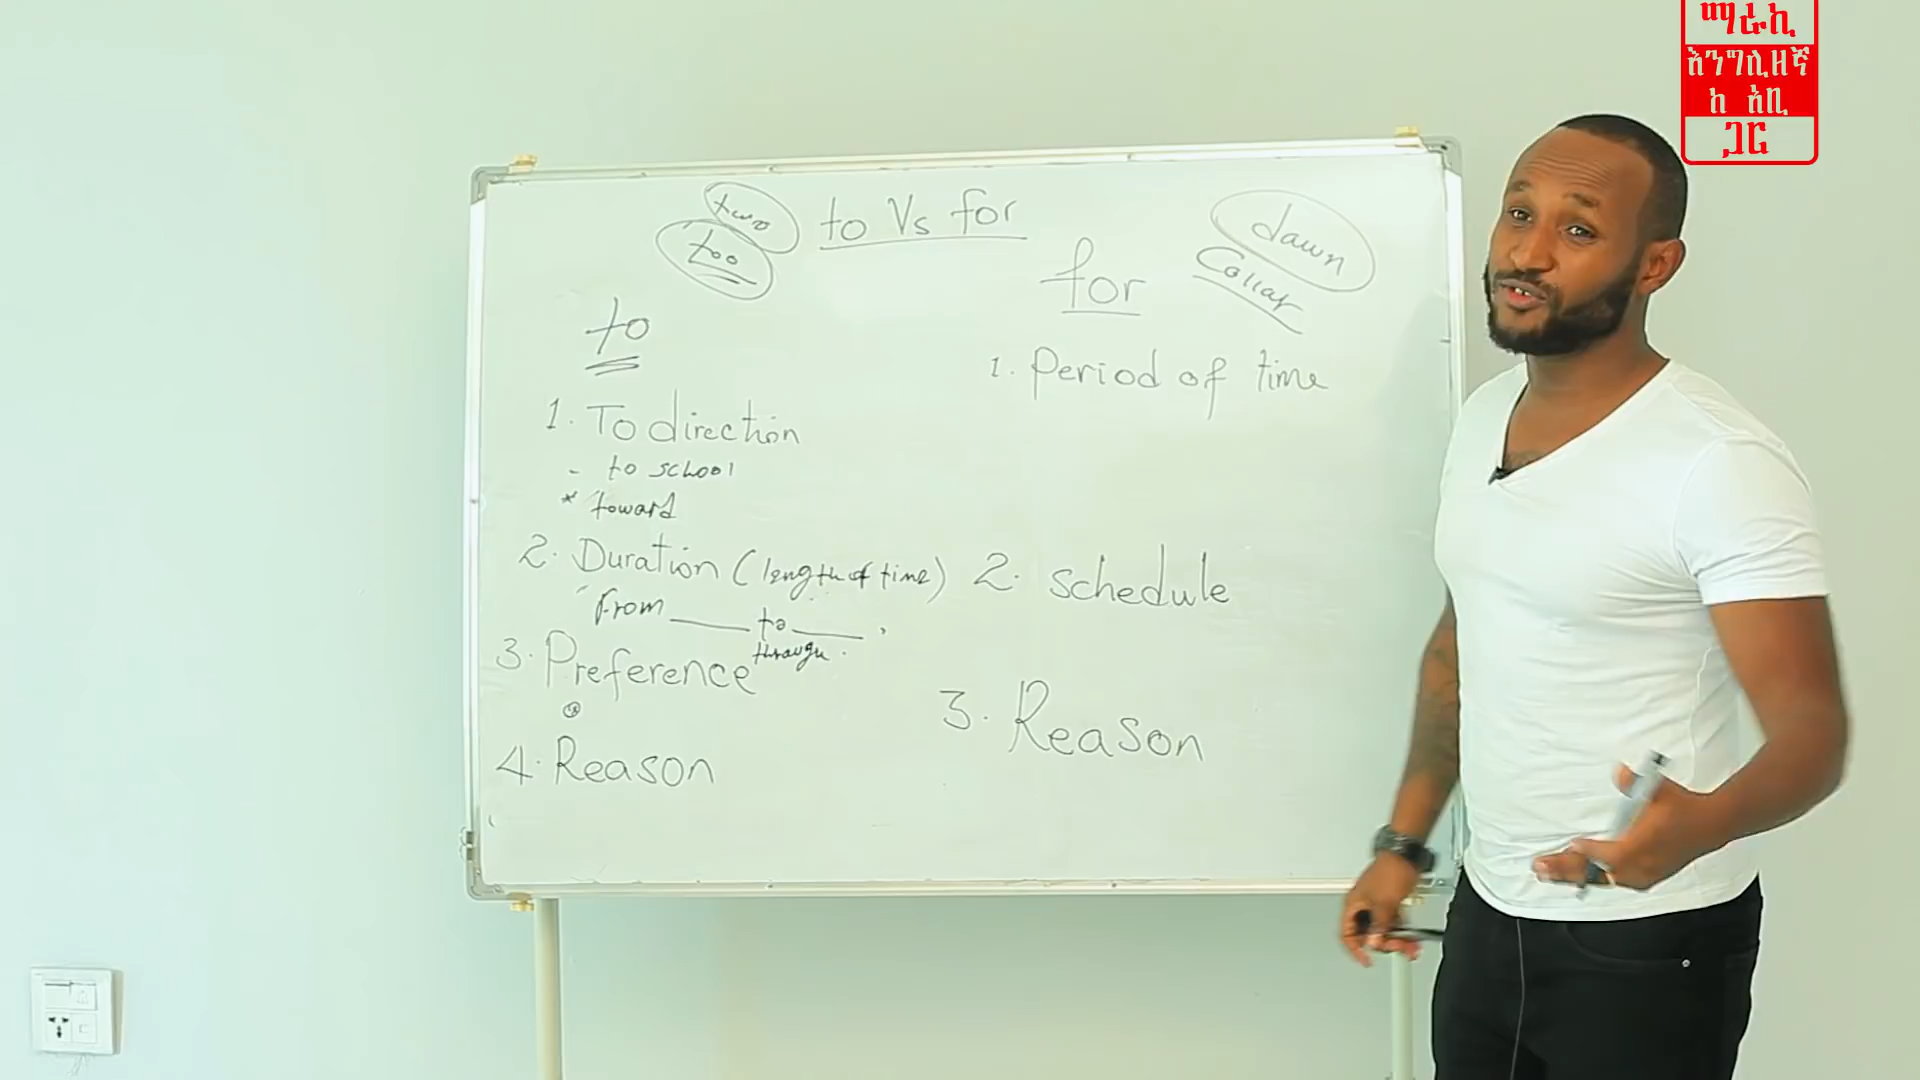 ማራኪ
እንግሊዘኛ
ከ አቢ
ጋር
two
too
to Vs for
dawn
Collar
to
1. To direction
- to school
* toward
2. Duration (length of time)
From ____ to ____ ,
through .
3. Preference
4. Reason
for
1. Period of time
2. schedule
3. Reason